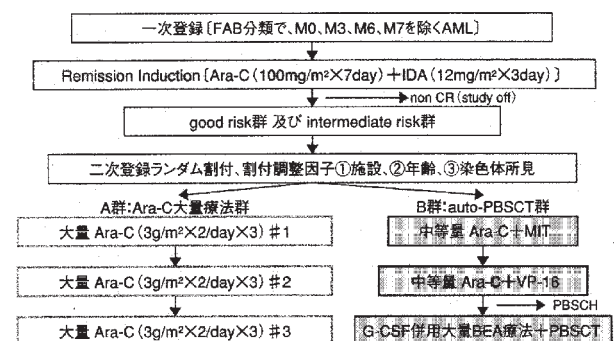 一次登録〔FAB分類で、M0、M3、M6、M7を除くAML〕
Remission Induction〔Ara-C(100mg/m²×7day)+IDA(12mg/m²×3day)〕
non CR(study off)
good risk群 及び intermediate risk群
二次登録ランダム割付、割付調整因子①施設、②年齢、③染色体所見
A群:Ara-C大量療法群
B群:auto-PBSCT群
大量 Ara-C(3g/m²×2/day×3)♯1
中等量 Ara-C+MIT
大量 Ara-C(3g/m²×2/day×3)♯2
中等量 Ara-C+VP-16
PBSCH
大量 Ara-C(3g/m²×2/day×3)♯3
G-CSF併用大量BEA療法+PBSCT